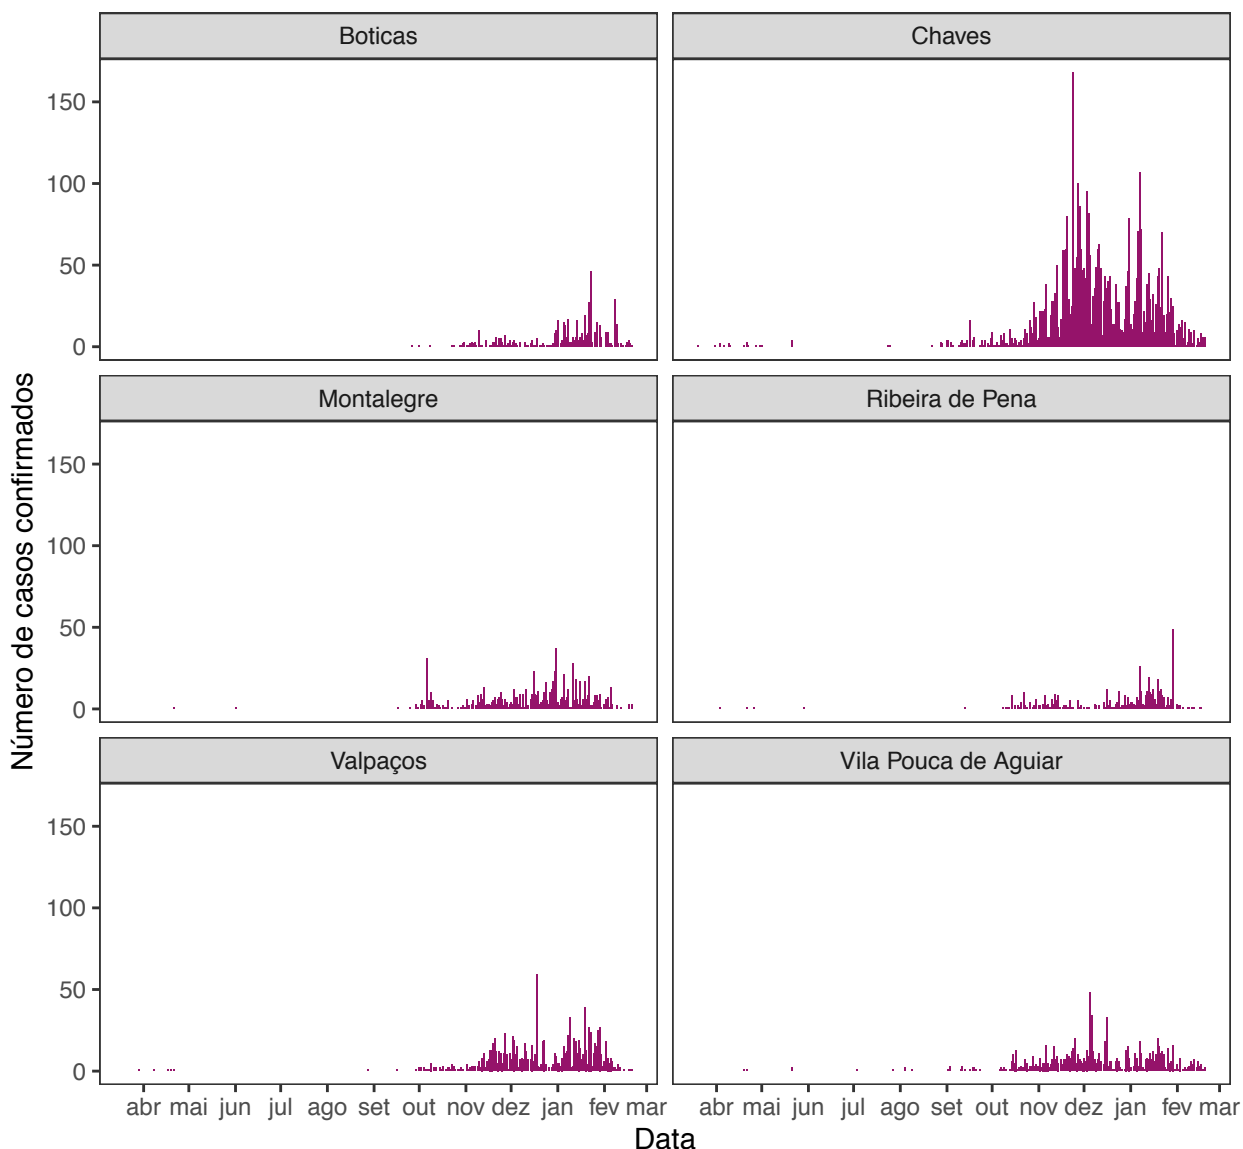 Boticas
Chaves
150
100
50
0
Montalegre
Ribeira de Pena
150
100
50
0
Valpaços
Vila Pouca de Aguiar
150
100
50
0
abr mai jun jul ago set out nov dez jan fev mar
abr mai jun jul ago set out nov dez jan fev mar
Data
Número de casos confirmados